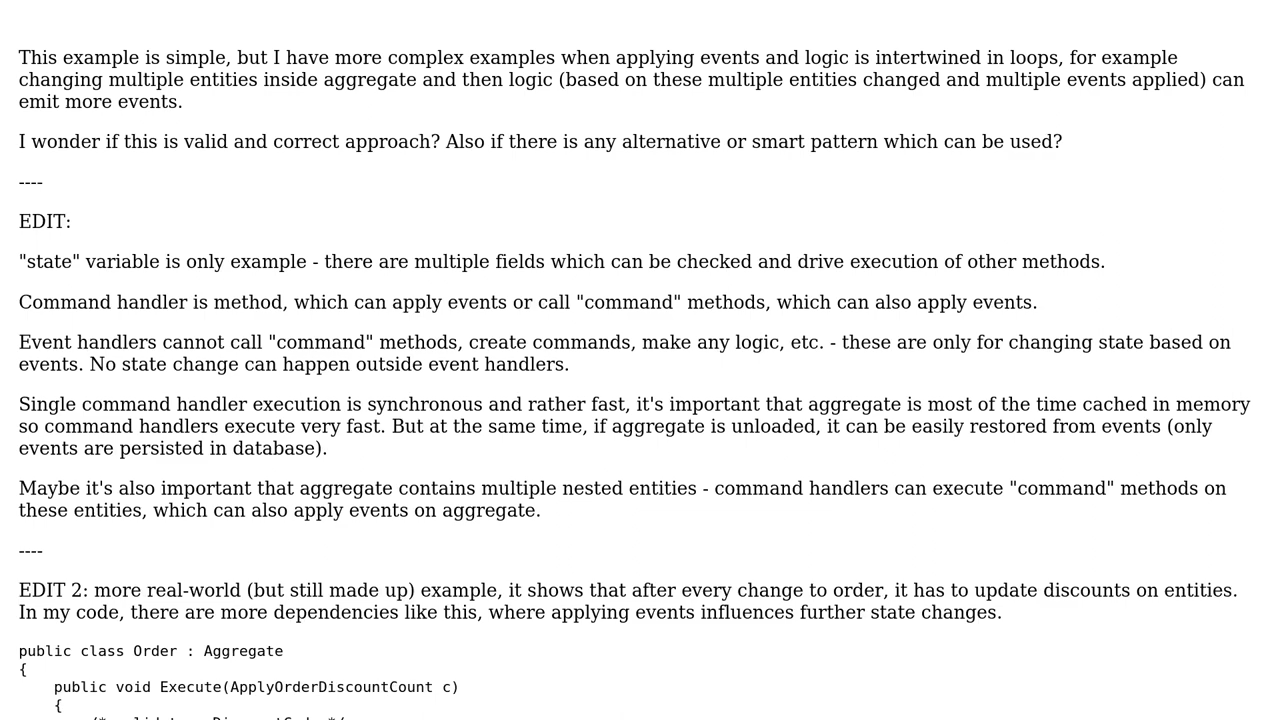 This example is simple, but I have more complex examples when applying events and logic is intertwined in loops, for example
changing multiple entities inside aggregate and then logic (based on these multiple entities changed and multiple events applied) can
emit more events.
I wonder if this is valid and correct approach? Also if there is any alternative or smart pattern which can be used?
----
EDIT:
"state" variable is only example - there are multiple fields which can be checked and drive execution of other methods.
Command handler is method, which can apply events or call "command" methods, which can also apply events.
Event handlers cannot call "command" methods, create commands, make any logic, etc. - these are only for changing state based on
events. No state change can happen outside event handlers.
Single command handler execution is synchronous and rather fast, it's important that aggregate is most of the time cached in memory
so command handlers execute very fast. But at the same time, if aggregate is unloaded, it can be easily restored from events (only
events are persisted in database).
Maybe it's also important that aggregate contains multiple nested entities - command handlers can execute "command" methods on
these entities, which can also apply events on aggregate.
----
EDIT 2: more real-world (but still made up) example, it shows that after every change to order, it has to update discounts on entities.
In my code, there are more dependencies like this, where applying events influences further state changes.
public class Order : Aggregate
{
    public void Execute(ApplyOrderDiscountCount c)
    {